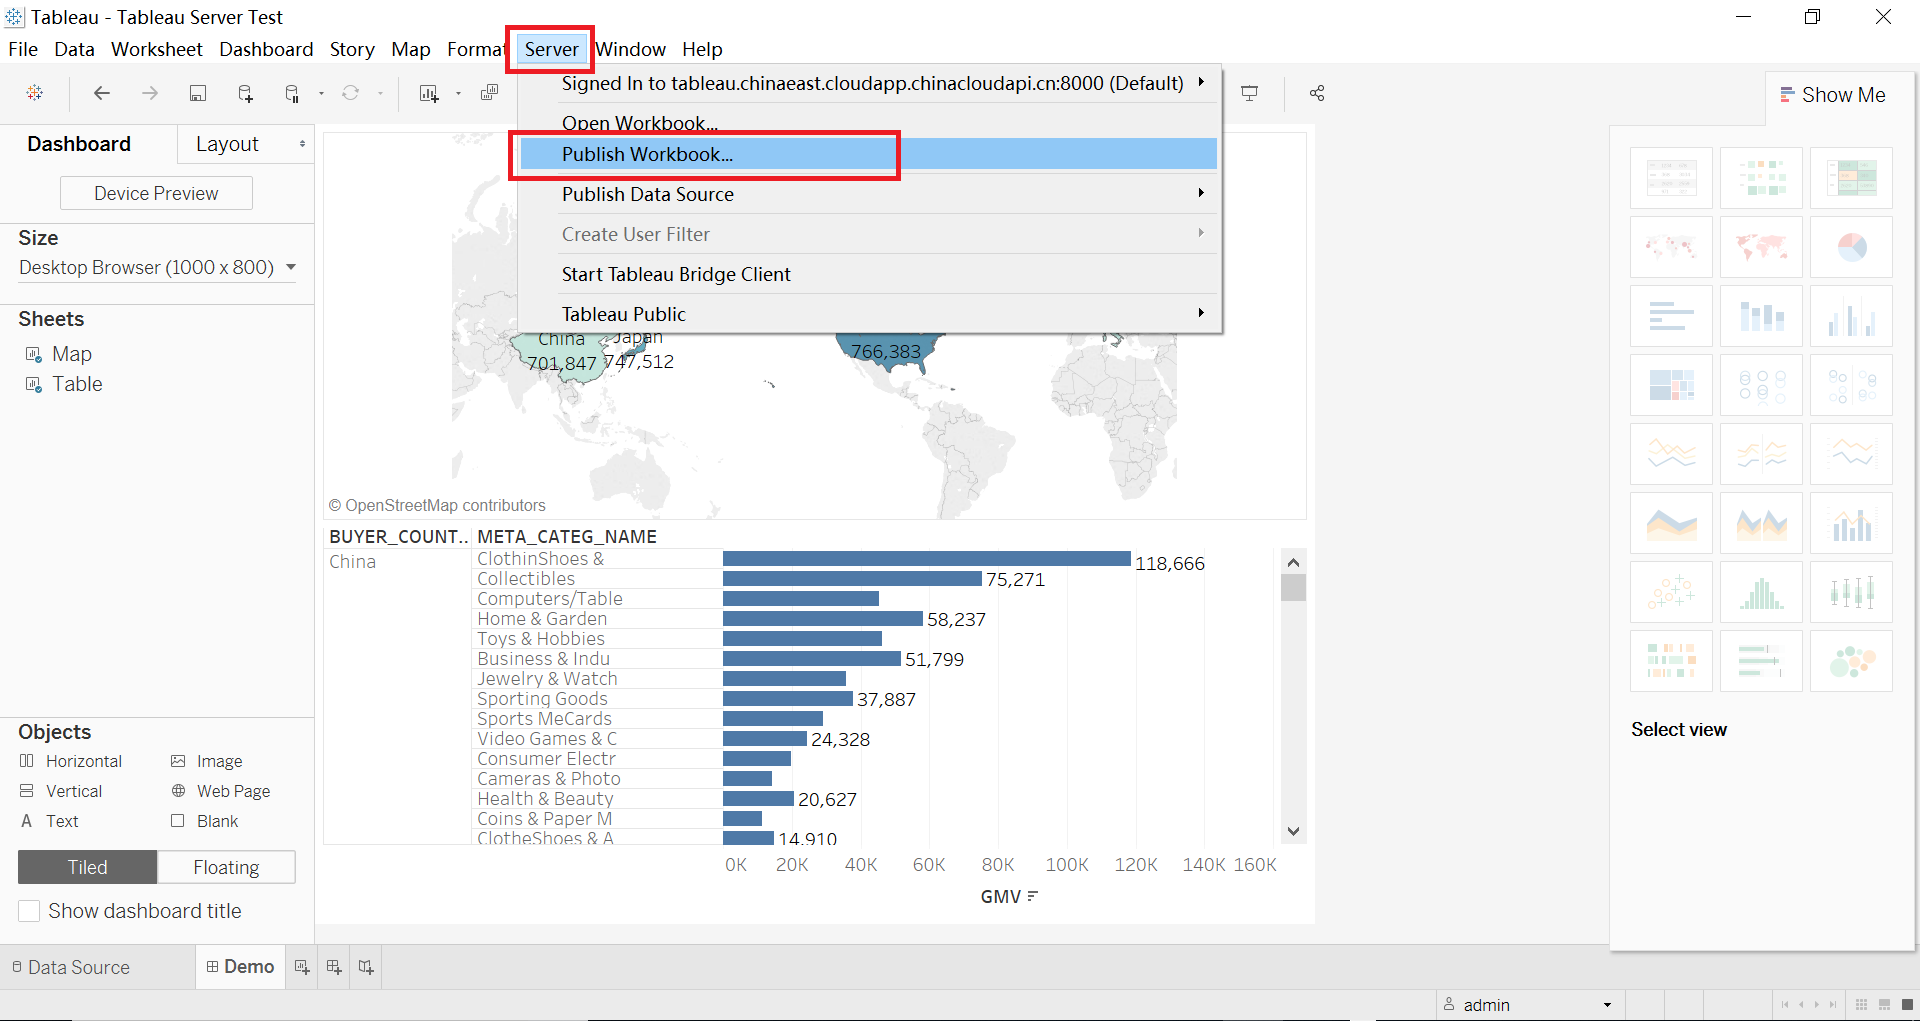 Tableau - Tableau Server Test
File Data Worksheet Dashboard Story Map Format Server Window Help
Signed In to tableau.chinaeast.cloudapp.chinacloudapi.cn:8000 (Default)
Open Workbook...
Publish Workbook...
Publish Data Source
Create User Filter
Start Tableau Bridge Client
Tableau Public
Show Me
Dashboard Layout
Device Preview
Size
Desktop Browser (1000 x 800)
Sheets
Map
Table
China Japan
701,847 747,512
766,383
© OpenStreetMap contributors
BUYER_COUNT.. META_CATEG_NAME
China
ClothinShoes & 118,666
Collectibles 75,271
Computers/Table
Home & Garden 58,237
Toys & Hobbies
Business & Indu 51,799
Jewelry & Watch
Sporting Goods 37,887
Sports MeCards
Video Games & C 24,328
Consumer Electr
Cameras & Photo
Health & Beauty 20,627
Coins & Paper M
ClotheShoes & A 14,910
0K 20K 40K 60K 80K 100K 120K 140K 160K
GMV
Select view
Objects
Horizontal Image
Vertical Web Page
A Text Blank
Tiled Floating
Show dashboard title
Data Source Demo
admin